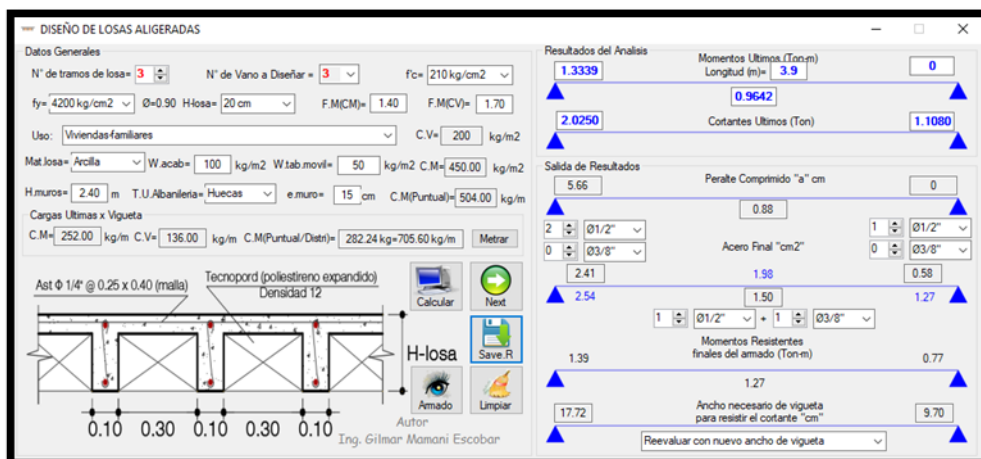 DISEÑO DE LOSAS ALIGERADAS
Datos Generales
N° de tramos de losa= 3 N° de Vano a Diseñar = 3 f'c= 210 kg/cm2
fy= 4200 kg/cm2 Ø=0.90 H-losa= 20 cm F.M(CM)= 1.40 F.M(CV)= 1.70
Uso: Viviendas-familiares C.V= 200 kg/m2
Mat.losa= Arcilla W.acab= 100 kg/m2 W.tab.movil= 50 kg/m2 C.M= 450.00 kg/m2
H.muros= 2.40 m T.U.Albanileria= Huecas e.muro= 15 cm C.M(Puntual)= 504.00 kg/m
Cargas Ultimas x Vigueta
C.M= 252.00 kg/m C.V= 136.00 kg/m C.M(Puntual/Distri)= 282.24 kg=705.60 kg/m Metrar
Ast Φ 1/4" @ 0.25 x 0.40 (malla)
Tecnopord (poliestireno expandido)
Densidad 12
H-losa
0.10 0.30 0.10 0.30 0.10
Calcular Next
Save.R
Armado Limpiar
Autor
Ing. Gilmar Mamani Escobar
Resultados del Analisis
Momentos Ultimos (Ton·m)
1.3339 Longitud (m)= 3.9 0
0.9642
2.0250 Cortantes Ultimos (Ton) 1.1080
Salida de Resultados
5.66 Peralte Comprimido "a" cm 0
0.88
2 Ø1/2" 1 Ø1/2"
0 Ø3/8" Acero Final "cm2" 0 Ø3/8"
2.41 1.98 0.58
2.54 1.50 1.27
1 Ø1/2" + 1 Ø3/8"
Momentos Resistentes
1.39 finales del armado (Ton·m) 0.77
1.27
17.72 Ancho necesario de vigueta 9.70
para resistir el cortante "cm"
Reevaluar con nuevo ancho de vigueta